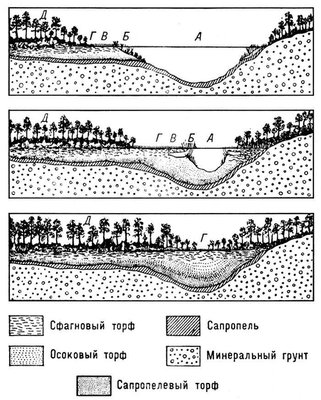 Д
Г В Б А
Д
Г В Б А
Д
Г
Сфагновый торф
Сапропель
Осоковый торф
Минеральный грунт
Сапропелевый торф